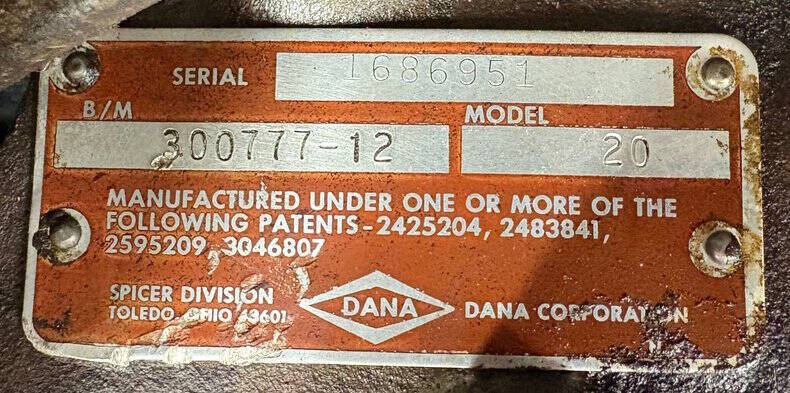 SERIAL 1686951
B/M MODEL
300777-12 20
MANUFACTURED UNDER ONE OR MORE OF THE
FOLLOWING PATENTS-2425204, 2483841,
2595209, 3046807
SPICER DIVISION
TOLEDO, OHIO 43601
DANA
DANA CORPORATION